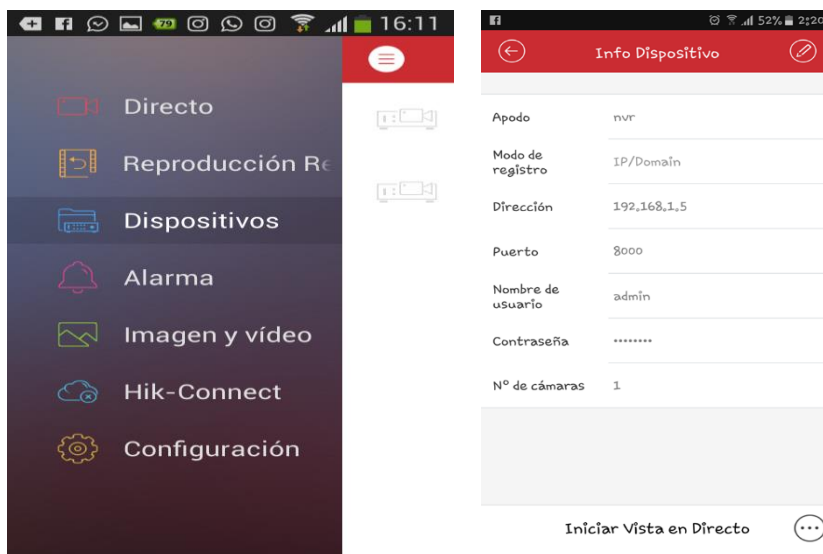 79
16:11
Directo
Reproducción Re
Dispositivos
Alarma
Imagen y vídeo
Hik-Connect
Configuración
52% 2:20
Info Dispositivo
Apodo nvr
Modo de
registro IP/Domain
Dirección 192.168.1.5
Puerto 8000
Nombre de
usuario admin
Contraseña ········
Nº de cámaras 1
Iniciar Vista en Directo